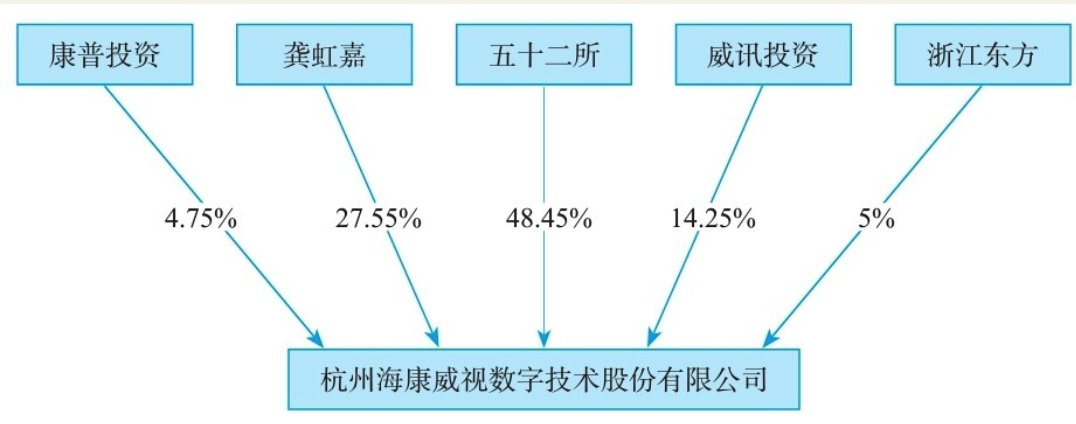 康普投资
龚虹嘉
五十二所
威讯投资
浙江东方
4.75%
27.55%
48.45%
14.25%
5%
杭州海康威视数字技术股份有限公司